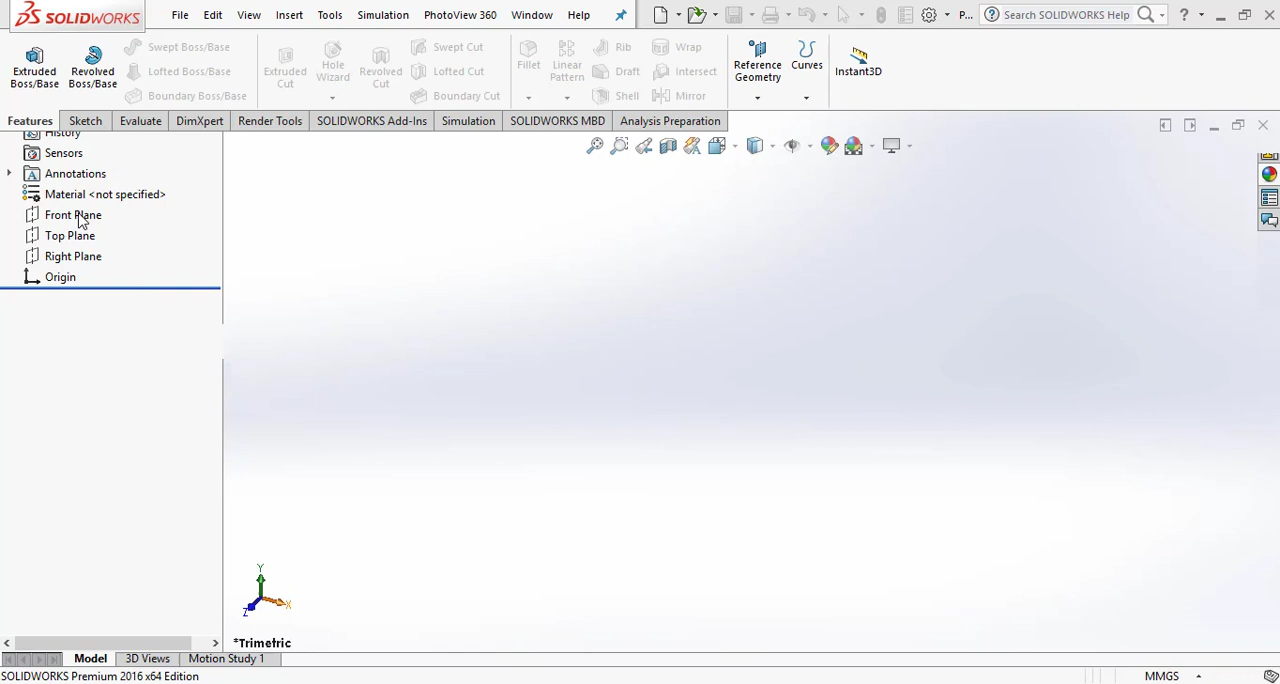 SOLIDWORKS File Edit View Insert Tools Simulation PhotoView 360 Window Help P... Search SOLIDWORKS Help ?
Extruded Boss/Base
Revolved Boss/Base
Swept Boss/Base
Lofted Boss/Base
Boundary Boss/Base
Extruded Cut
Hole Wizard
Revolved Cut
Swept Cut
Lofted Cut
Boundary Cut
Fillet
Linear Pattern
Rib
Draft
Shell
Wrap
Intersect
Mirror
Reference Geometry
Curves
Instant3D
Features Sketch Evaluate DimXpert Render Tools SOLIDWORKS Add-Ins Simulation SOLIDWORKS MBD Analysis Preparation
History
Sensors
Annotations
Material <not specified>
Front Plane
Top Plane
Right Plane
Origin
Y
X
Z
*Trimetric
Model 3D Views Motion Study 1
SOLIDWORKS Premium 2016 x64 Edition MMGS